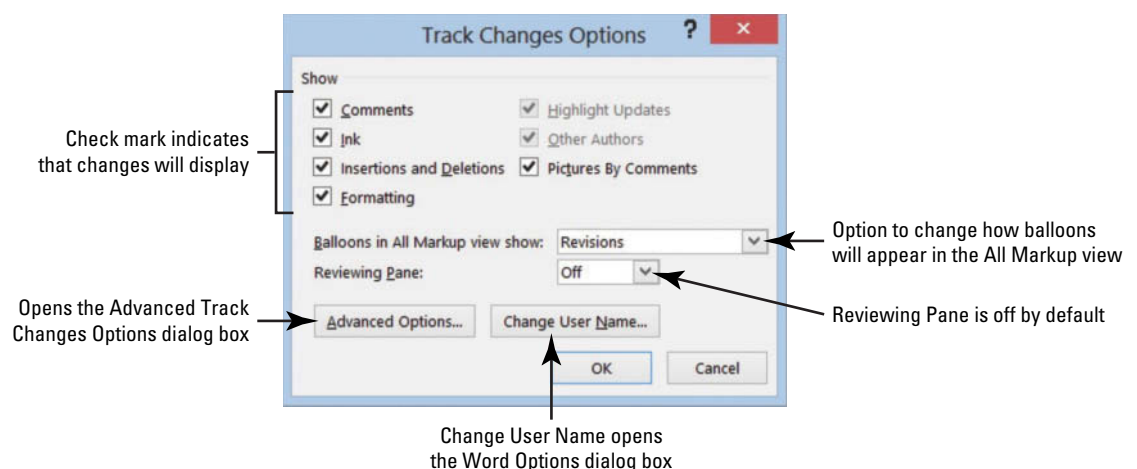 Track Changes Options ? ×
Show
Comments
Highlight Updates
Ink
Other Authors
Insertions and Deletions
Pictures By Comments
Formatting
Balloons in All Markup view show: Revisions
Reviewing Pane: Off
Advanced Options...
Change User Name...
OK
Cancel
Check mark indicates
that changes will display
Option to change how balloons
will appear in the All Markup view
Opens the Advanced Track
Changes Options dialog box
Reviewing Pane is off by default
Change User Name opens
the Word Options dialog box